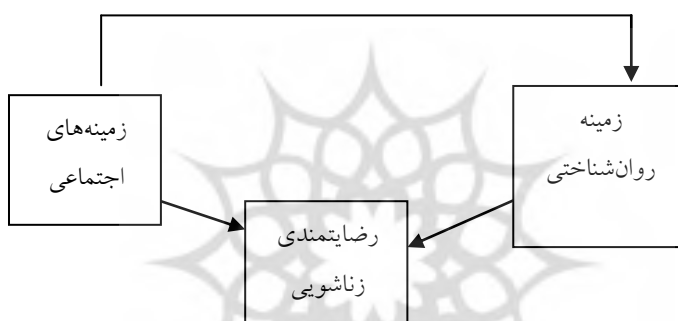 زمینه
روان‌شناختی
زمینه‌های
اجتماعی
رضایتمندی
زناشویی